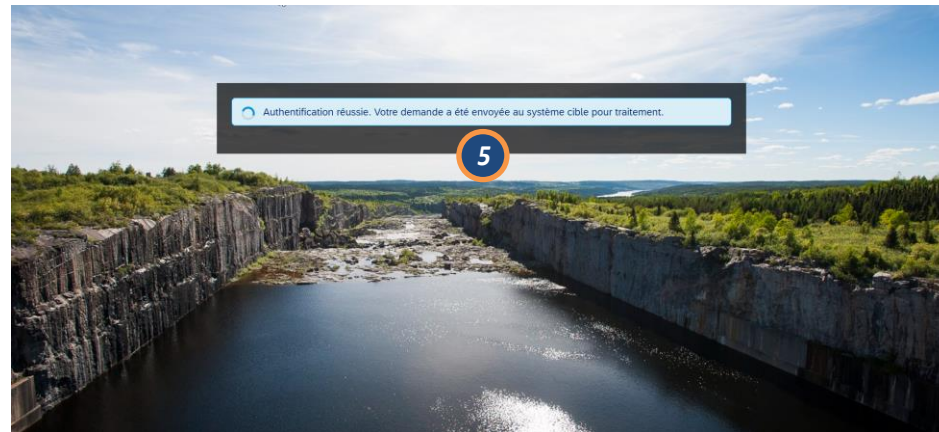 Authentification réussie. Votre demande a été envoyée au système cible pour traitement.
5